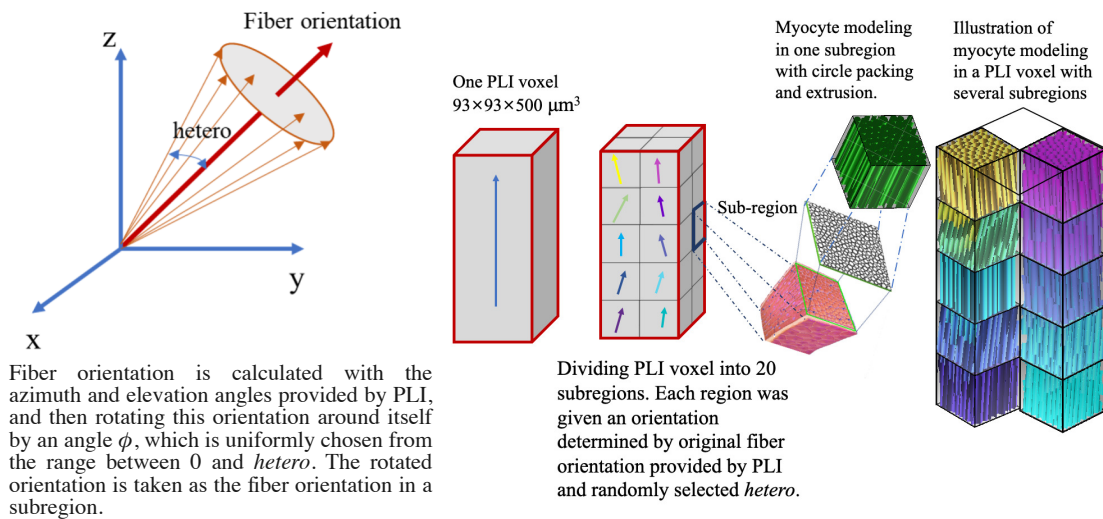 Fiber orientation
z
hetero
y
x
Fiber orientation is calculated with the
azimuth and elevation angles provided by PLI,
and then rotating this orientation around itself
by an angle ϕ, which is uniformly chosen from
the range between 0 and hetero. The rotated
orientation is taken as the fiber orientation in a
subregion.
One PLI voxel
93×93×500 μm³
Sub-region
Dividing PLI voxel into 20
subregions. Each region was
given an orientation
determined by original fiber
orientation provided by PLI
and randomly selected hetero.
Myocyte modeling
in one subregion
with circle packing
and extrusion.
Illustration of
myocyte modeling
in a PLI voxel with
several subregions